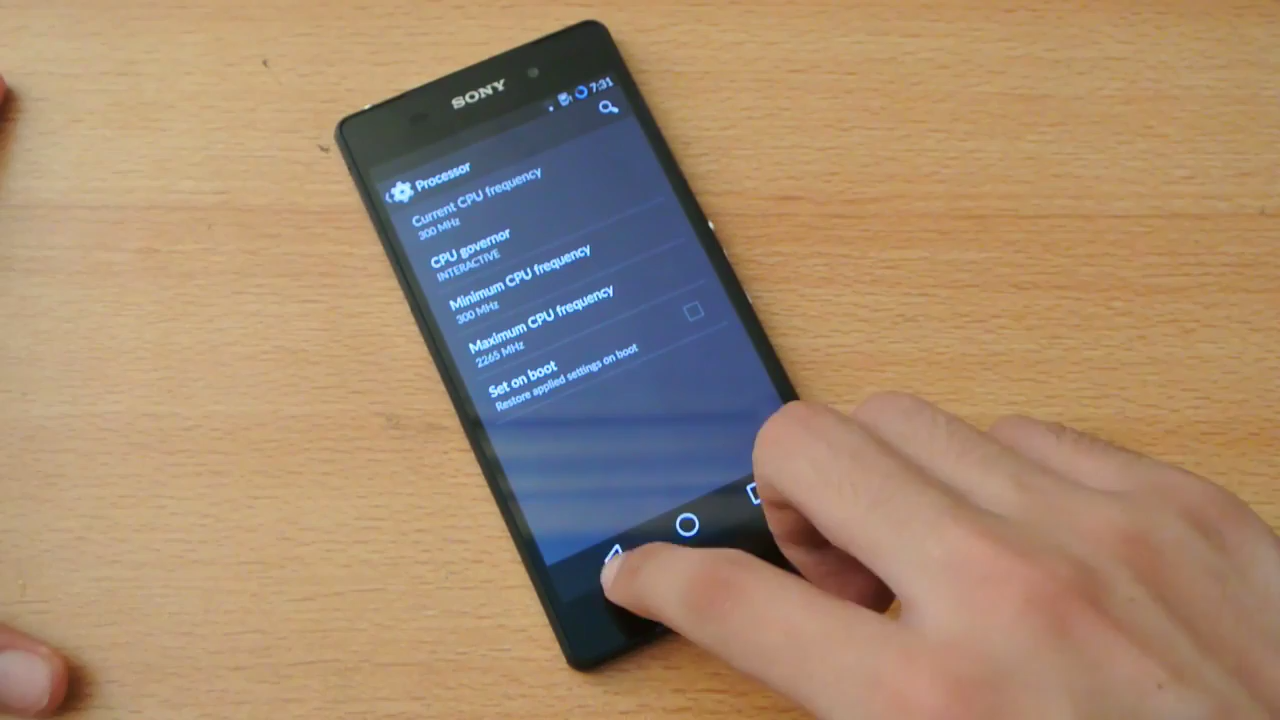 SONY
7:31
Processor
Current CPU frequency
300 MHz
CPU governor
INTERACTIVE
Minimum CPU frequency
300 MHz
Maximum CPU frequency
2265 MHz
Set on boot
Restore applied settings on boot